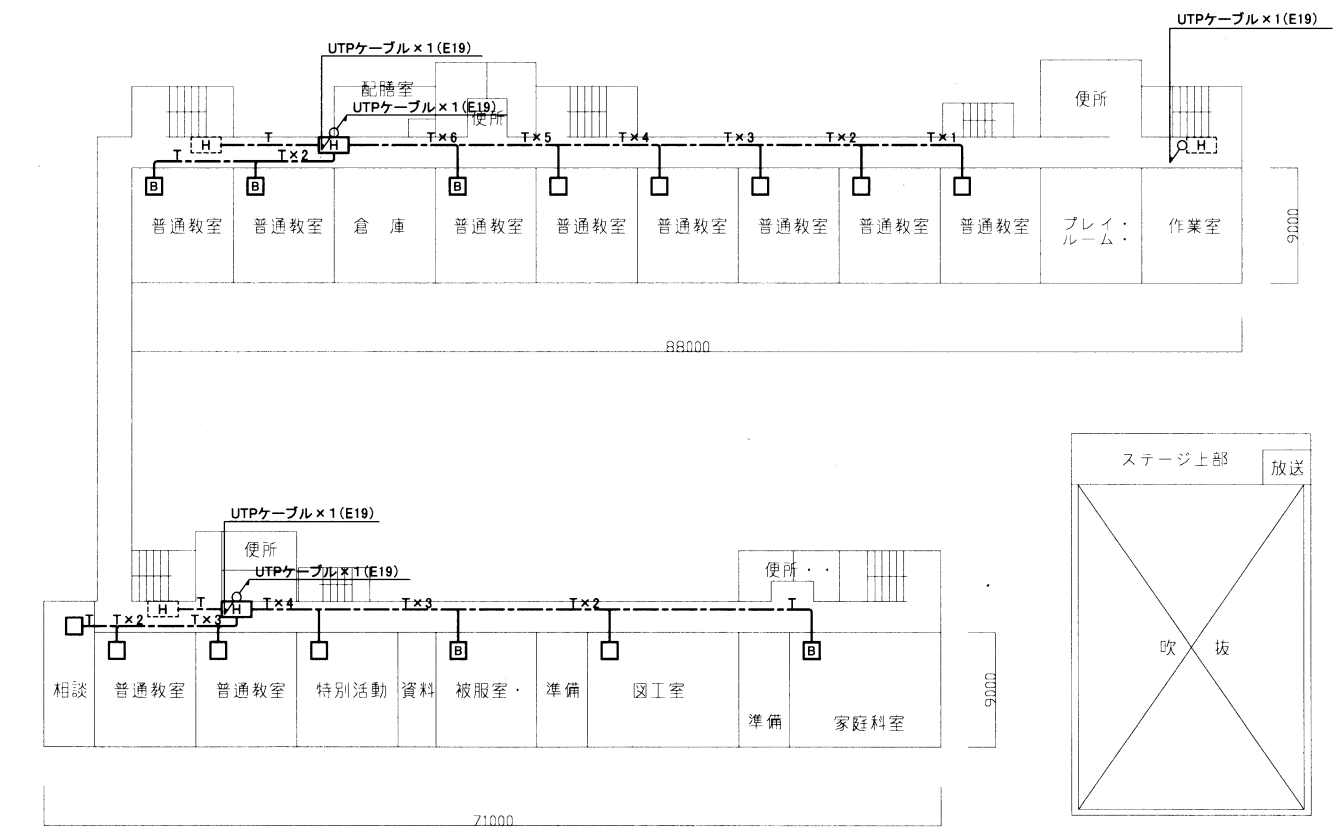 UTPケーブル×1(E19)
UTPケーブル×1(E19)
配膳室
UTPケーブル×1(E19)
便所
便所
H T H T×6 T×5 T×4 T×3 T×2 T×1 H
T T×2
B B B
普通教室 普通教室 倉庫 普通教室 普通教室 普通教室 普通教室 普通教室 普通教室 プレイ・ルーム・ 作業室
9000
88000
ステージ上部
放送
吹抜
UTPケーブル×1(E19)
便所
UTPケーブル×1(E19)
便所・・
H T H T×4 T×3 T×2 T
T T×2 T×3
B B
相談 普通教室 普通教室 特別活動 資料 被服室・ 準備 図工室 準備 家庭科室
9000
71000